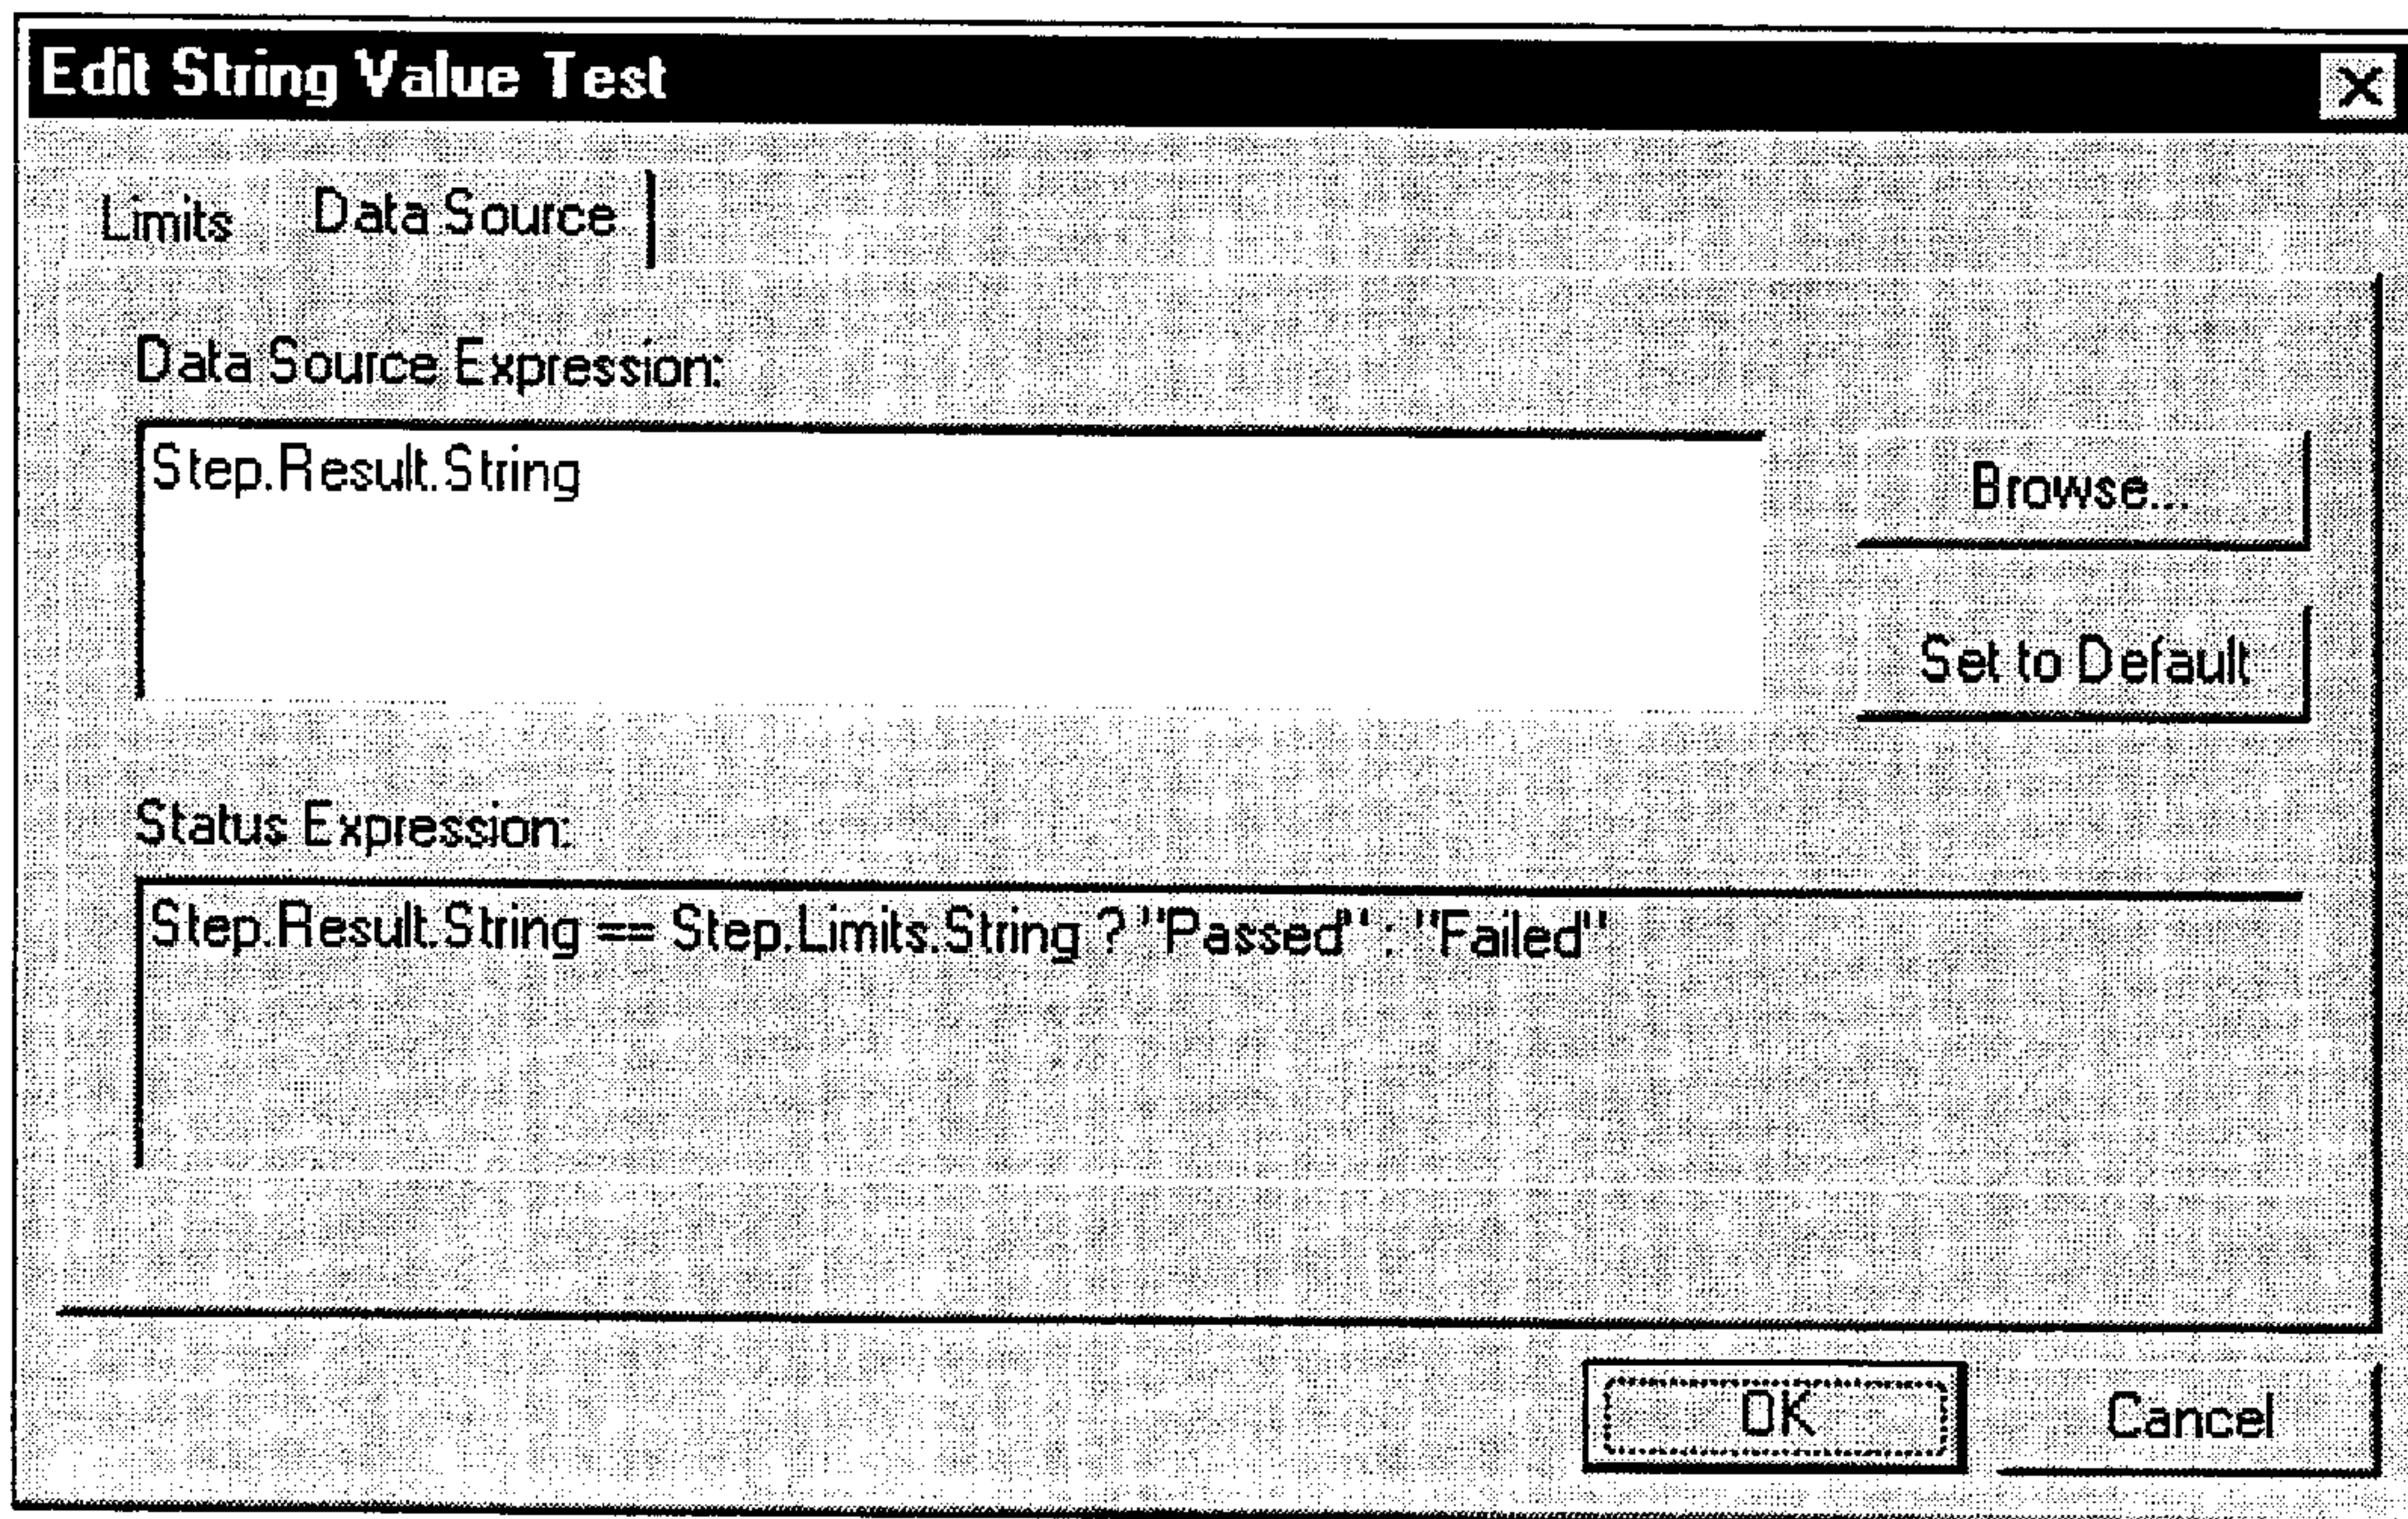 Edit String Value Test
Limits Data Source
Data Source Expression:
Step.Result.String
Browse...
Set to Default
Status Expression:
Step.Result.String == Step.Limits.String ? "Passed" : "Failed"
OK Cancel